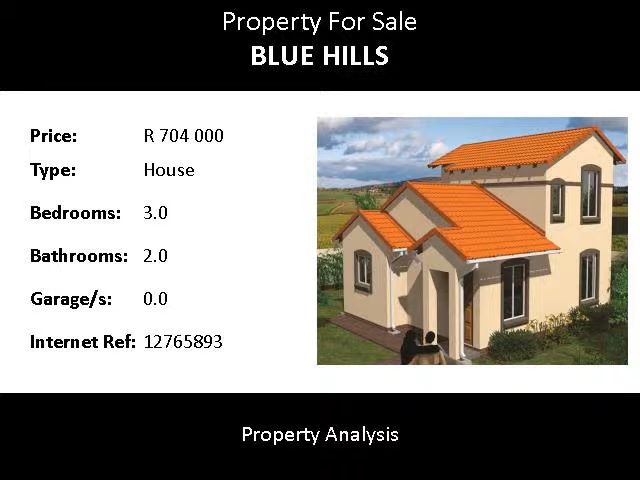 Property For Sale
BLUE HILLS
Price: R 704 000
Type: House
Bedrooms: 3.0
Bathrooms: 2.0
Garage/s: 0.0
Internet Ref: 12765893
Property Analysis